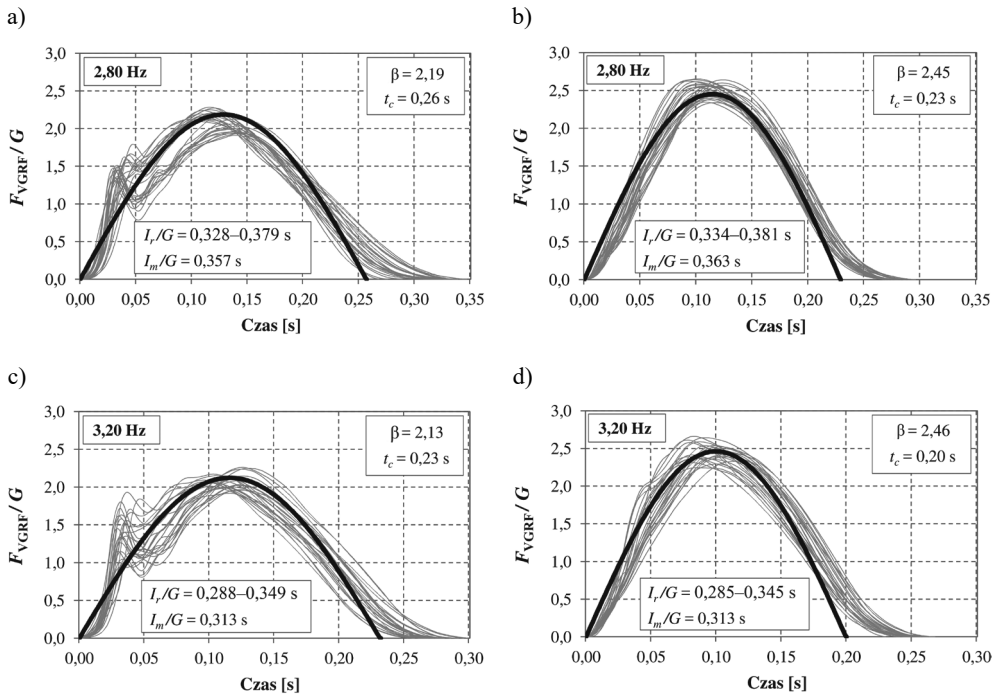 a)
3,0
2,5
2,0
1,5
1,0
0,5
0,0
F_VGRF / G
2,80 Hz
β = 2,19
t_c = 0,26 s
I_r/G = 0,328–0,379 s
I_m/G = 0,357 s
0,00 0,05 0,10 0,15 0,20 0,25 0,30 0,35
Czas [s]
b)
3,0
2,5
2,0
1,5
1,0
0,5
0,0
F_VGRF / G
2,80 Hz
β = 2,45
t_c = 0,23 s
I_r/G = 0,334–0,381 s
I_m/G = 0,363 s
0,00 0,05 0,10 0,15 0,20 0,25 0,30 0,35
Czas [s]
c)
3,0
2,5
2,0
1,5
1,0
0,5
0,0
F_VGRF / G
3,20 Hz
β = 2,13
t_c = 0,23 s
I_r/G = 0,288–0,349 s
I_m/G = 0,313 s
0,00 0,05 0,10 0,15 0,20 0,25 0,30
Czas [s]
d)
3,0
2,5
2,0
1,5
1,0
0,5
0,0
F_VGRF / G
3,20 Hz
β = 2,46
t_c = 0,20 s
I_r/G = 0,285–0,345 s
I_m/G = 0,313 s
0,00 0,05 0,10 0,15 0,20 0,25 0,30
Czas [s]